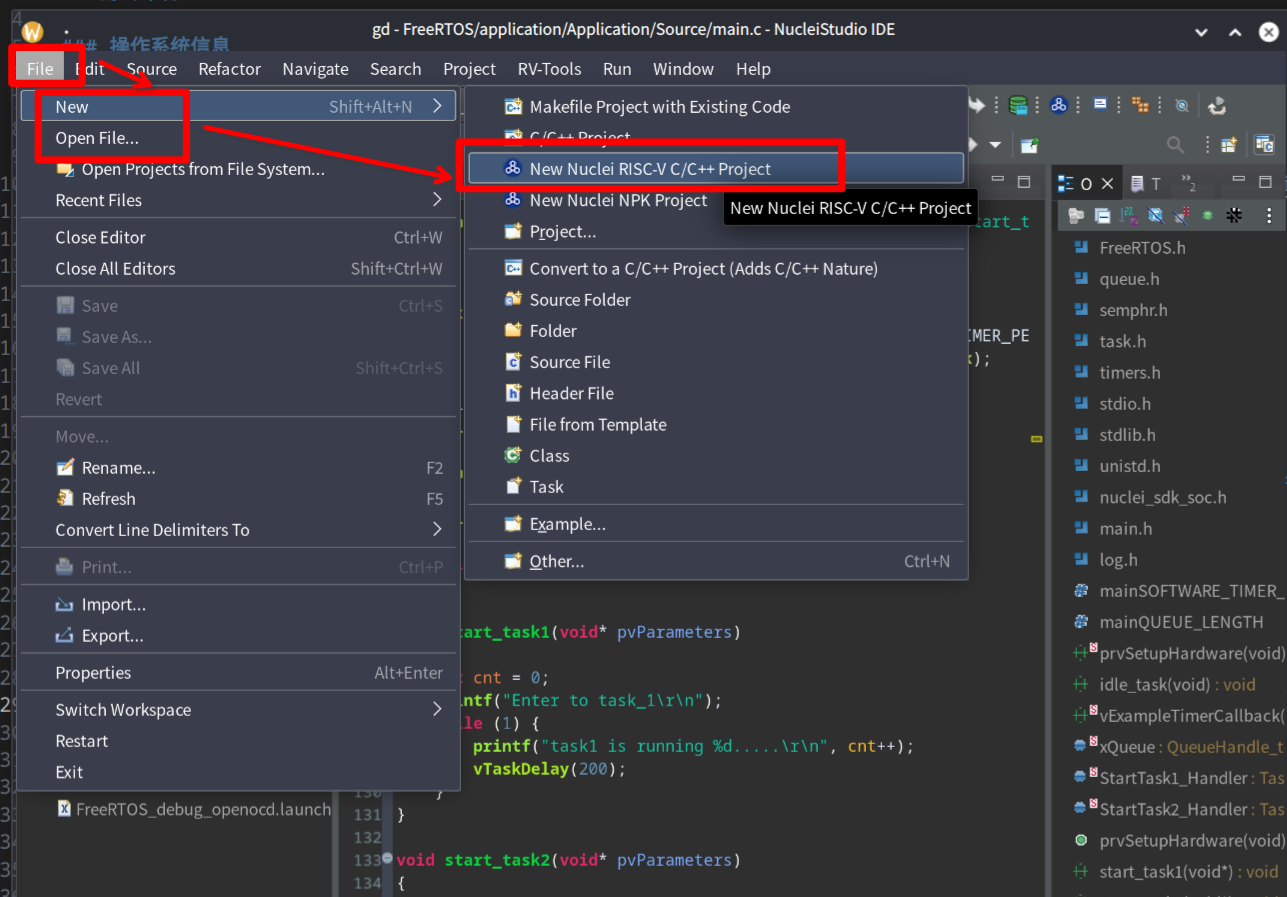 操作系统信息
gd - FreeRTOS/application/Application/Source/main.c - NucleiStudio IDE
File Edit Source Refactor Navigate Search Project RV-Tools Run Window Help
New Shift+Alt+N
Open File...
Open Projects from File System...
Recent Files
Close Editor Ctrl+W
Close All Editors Shift+Ctrl+W
Save Ctrl+S
Save As...
Save All Shift+Ctrl+S
Revert
Move...
Rename... F2
Refresh F5
Convert Line Delimiters To
Print... Ctrl+P
Import...
Export...
Properties Alt+Enter
Switch Workspace
Restart
Exit
FreeRTOS_debug_openocd.launch
Makefile Project with Existing Code
C/C++ Project
New Nuclei RISC-V C/C++ Project
New Nuclei NPK Project
New Nuclei RISC-V C/C++ Project
Project...
Convert to a C/C++ Project (Adds C/C++ Nature)
Source Folder
Folder
Source File
Header File
File from Template
Class
Task
Example...
Other... Ctrl+N
tart_t
IMER_PE
);
tart_task1(void* pvParameters)
cnt = 0;
ntf("Enter to task_1\r\n");
le (1) {
printf("task1 is running %d.....\r\n", cnt++);
vTaskDelay(200);
130 }
131 }
132
133 void start_task2(void* pvParameters)
134 {
O
T
2
FreeRTOS.h
queue.h
semphr.h
task.h
timers.h
stdio.h
stdlib.h
unistd.h
nuclei_sdk_soc.h
main.h
log.h
mainSOFTWARE_TIMER_
mainQUEUE_LENGTH
prvSetupHardware(void)
idle_task(void) : void
vExampleTimerCallback(
xQueue : QueueHandle_t
StartTask1_Handler : Tas
StartTask2_Handler : Tas
prvSetupHardware(void)
start_task1(void*) : void